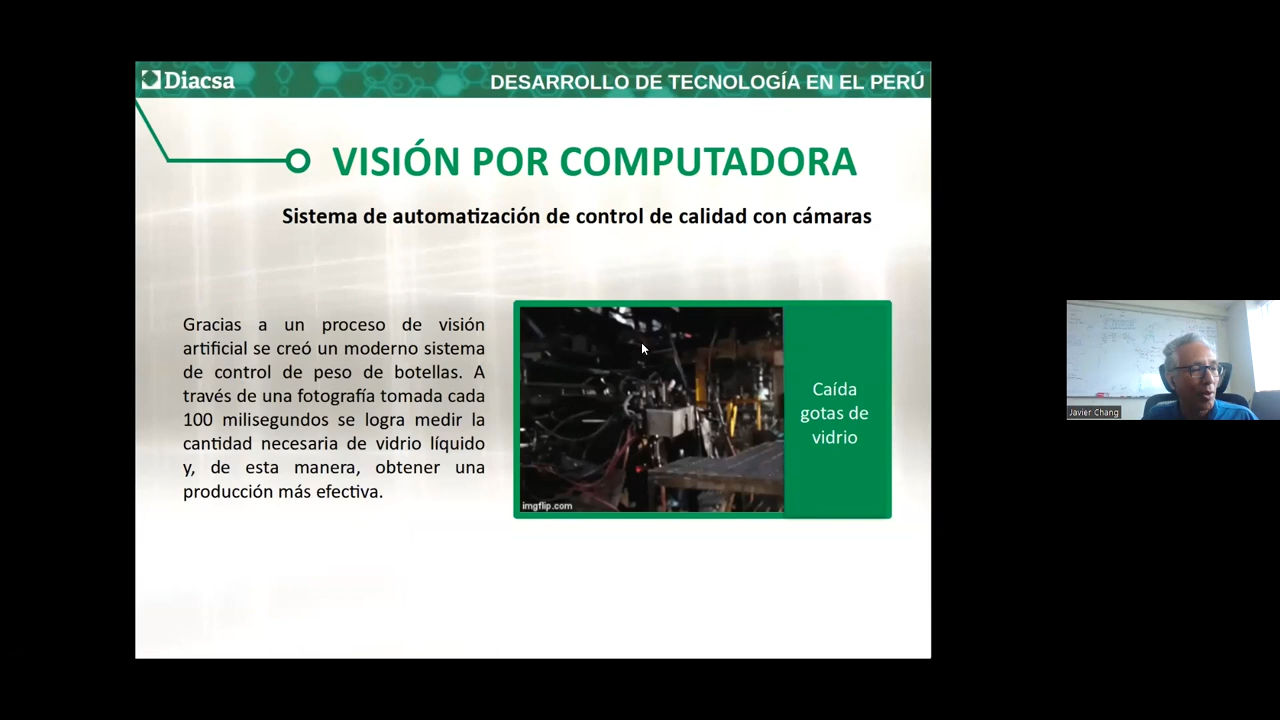 Diacsa
DESARROLLO DE TECNOLOGÍA EN EL PERÚ
VISIÓN POR COMPUTADORA
Sistema de automatización de control de calidad con cámaras
Gracias a un proceso de visión
artificial se creó un moderno sistema
de control de peso de botellas. A
través de una fotografía tomada cada
100 milisegundos se logra medir la
cantidad necesaria de vidrio líquido
y, de esta manera, obtener una
producción más efectiva.
Caída
gotas de
vidrio
imgflip.com
Javier Chang